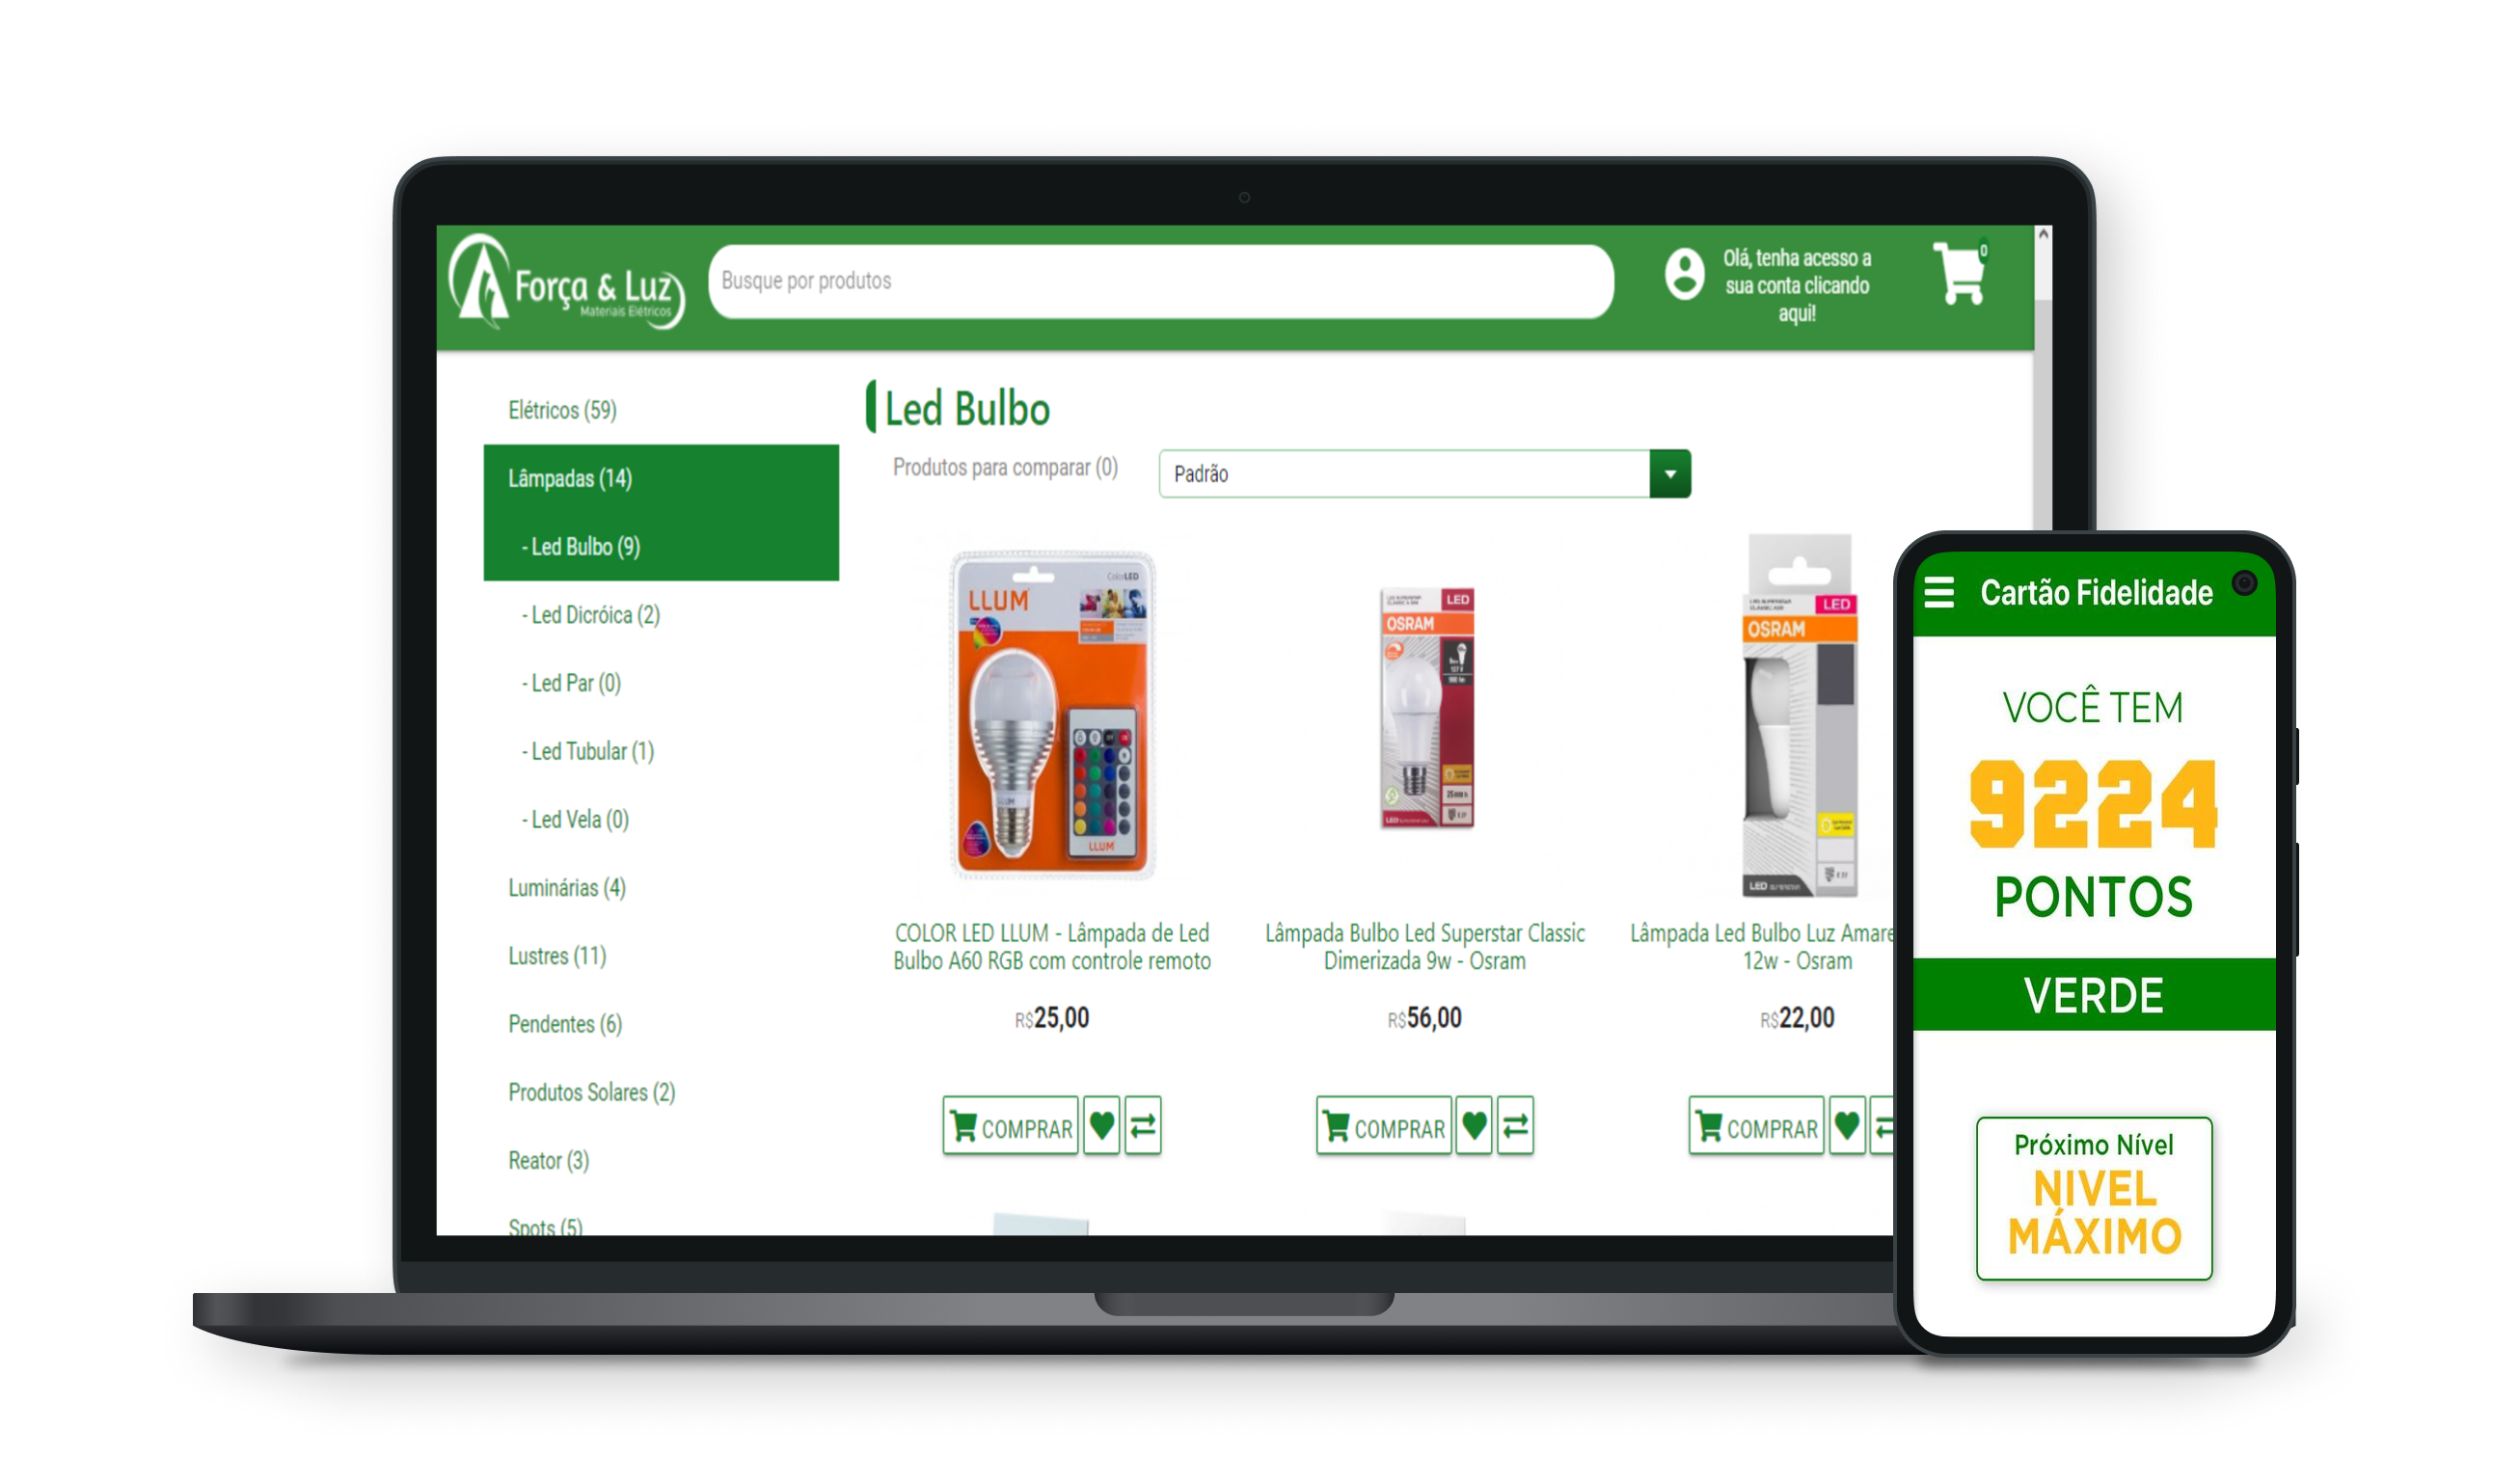 Força & Luz
Materiais Elétricos
Busque por produtos
Olá, tenha acesso a
sua conta clicando
aqui!
0
Elétricos (59)
Lâmpadas (14)
- Led Bulbo (9)
- Led Dicróica (2)
- Led Par (0)
- Led Tubular (1)
- Led Vela (0)
Luminárias (4)
Lustres (11)
Pendentes (6)
Produtos Solares (2)
Reator (3)
Spots (5)
Led Bulbo
Produtos para comparar (0)
Padrão
ColorLED
LLUM
LLUM
COLOR LED LLUM - Lâmpada de Led
Bulbo A60 RGB com controle remoto
R$25,00
COMPRAR
LED
OSRAM
Lâmpada Bulbo Led Superstar Classic
Dimerizada 9w - Osram
R$56,00
COMPRAR
LED
OSRAM
LED
Lâmpada Led Bulbo Luz Amare
12w - Osram
R$22,00
COMPRAR
Cartão Fidelidade
VOCÊ TEM
9224
PONTOS
VERDE
Próximo Nível
NIVEL
MÁXIMO